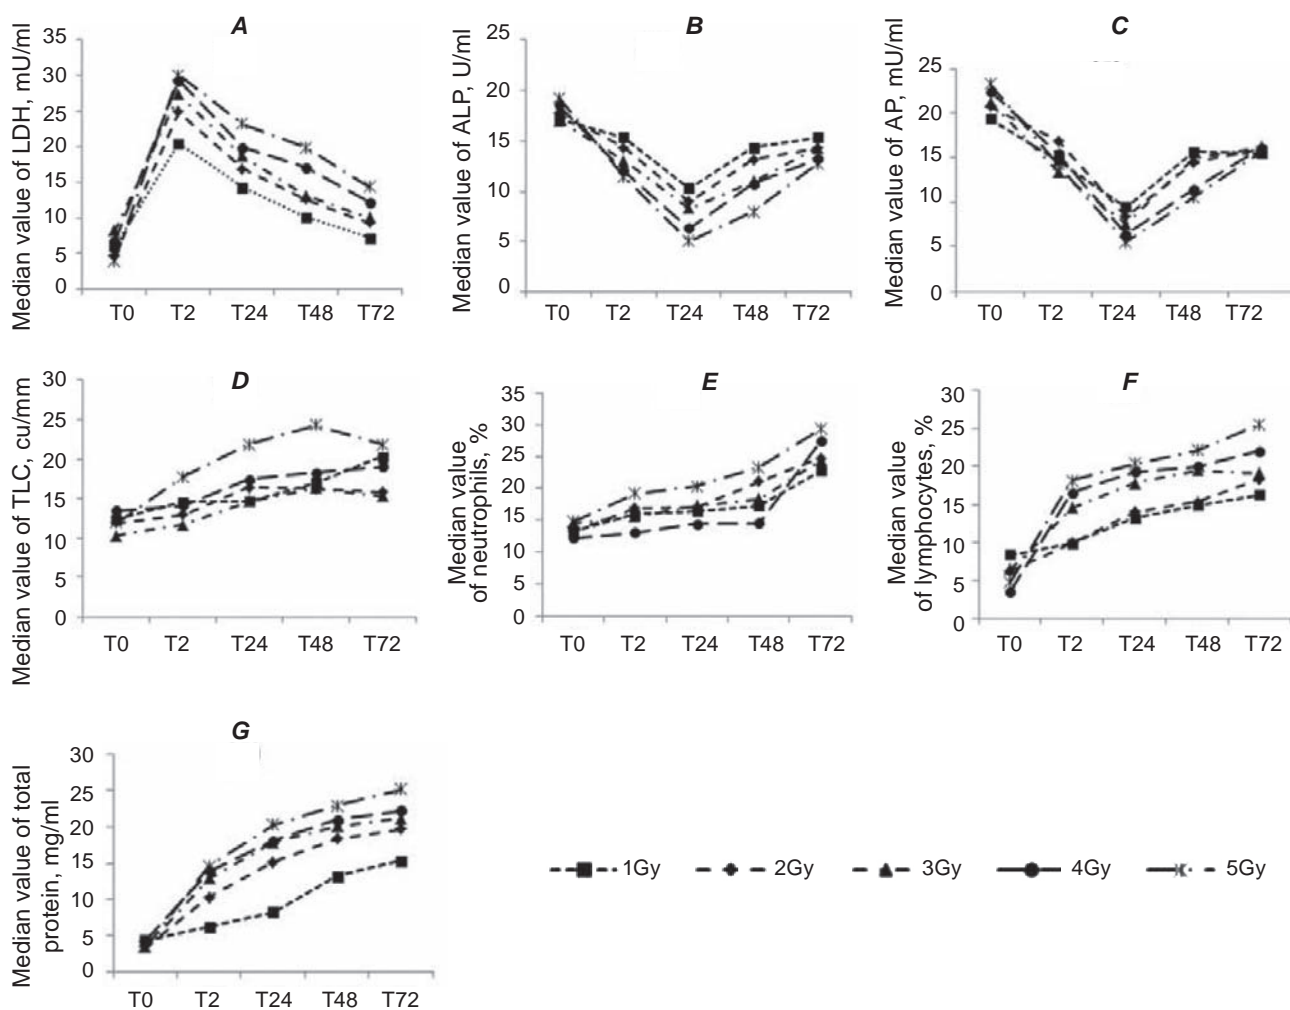 A
Median value of LDH, mU/ml
35
30
25
20
15
10
5
0
T0 T2 T24 T48 T72
B
Median value of ALP, U/ml
25
20
15
10
5
0
T0 T2 T24 T48 T72
C
Median value of AP, mU/ml
25
20
15
10
5
0
T0 T2 T24 T48 T72
D
Median value of TLC, cu/mm
30
25
20
15
10
5
0
T0 T2 T24 T48 T72
E
Median value
of neutrophils, %
35
30
25
20
15
10
5
0
T0 T2 T24 T48 T72
F
Median value
of lymphocytes, %
30
25
20
15
10
5
0
T0 T2 T24 T48 T72
G
Median value of total
protein, mg/ml
30
25
20
15
10
5
0
T0 T2 T24 T48 T72
1Gy 2Gy 3Gy 4Gy 5Gy